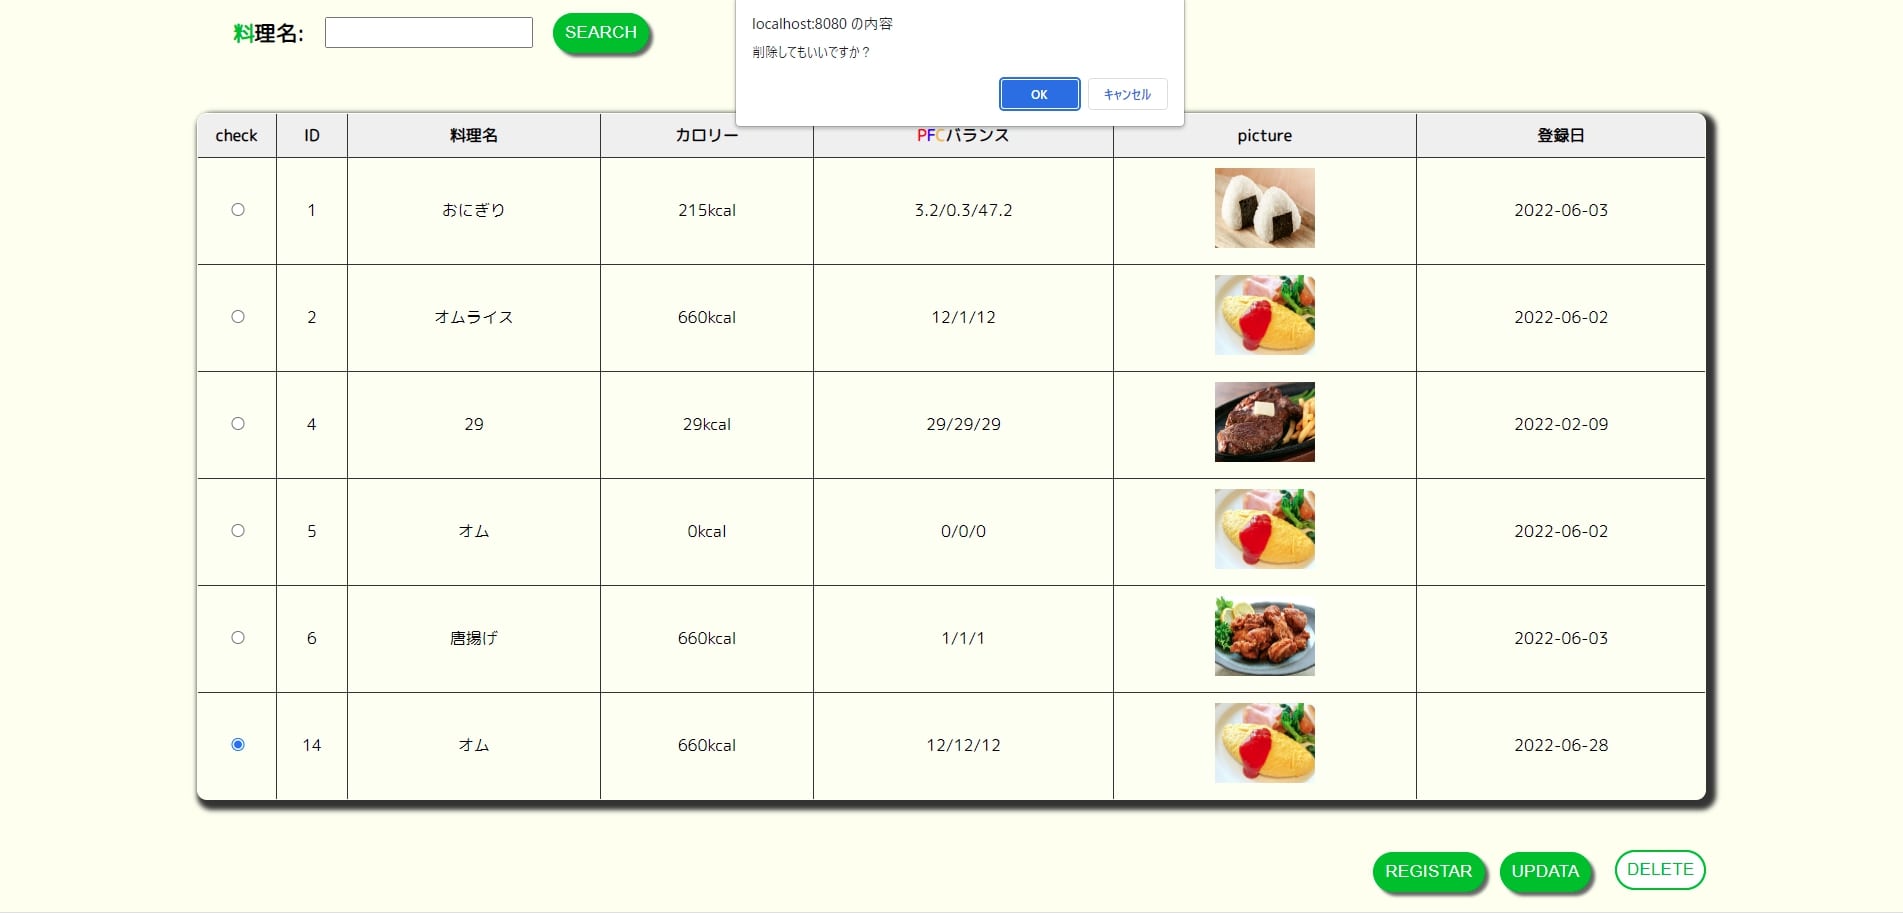 localhost:8080 の内容
削除してもいいですか？
OK キャンセル
料理名: SEARCH
check ID 料理名 カロリー PFCバランス picture 登録日
1 おにぎり 215kcal 3.2/0.3/47.2 2022-06-03
2 オムライス 660kcal 12/1/12 2022-06-02
4 29 29kcal 29/29/29 2022-02-09
5 オム 0kcal 0/0/0 2022-06-02
6 唐揚げ 660kcal 1/1/1 2022-06-03
14 オム 660kcal 12/12/12 2022-06-28
REGISTAR UPDATA DELETE